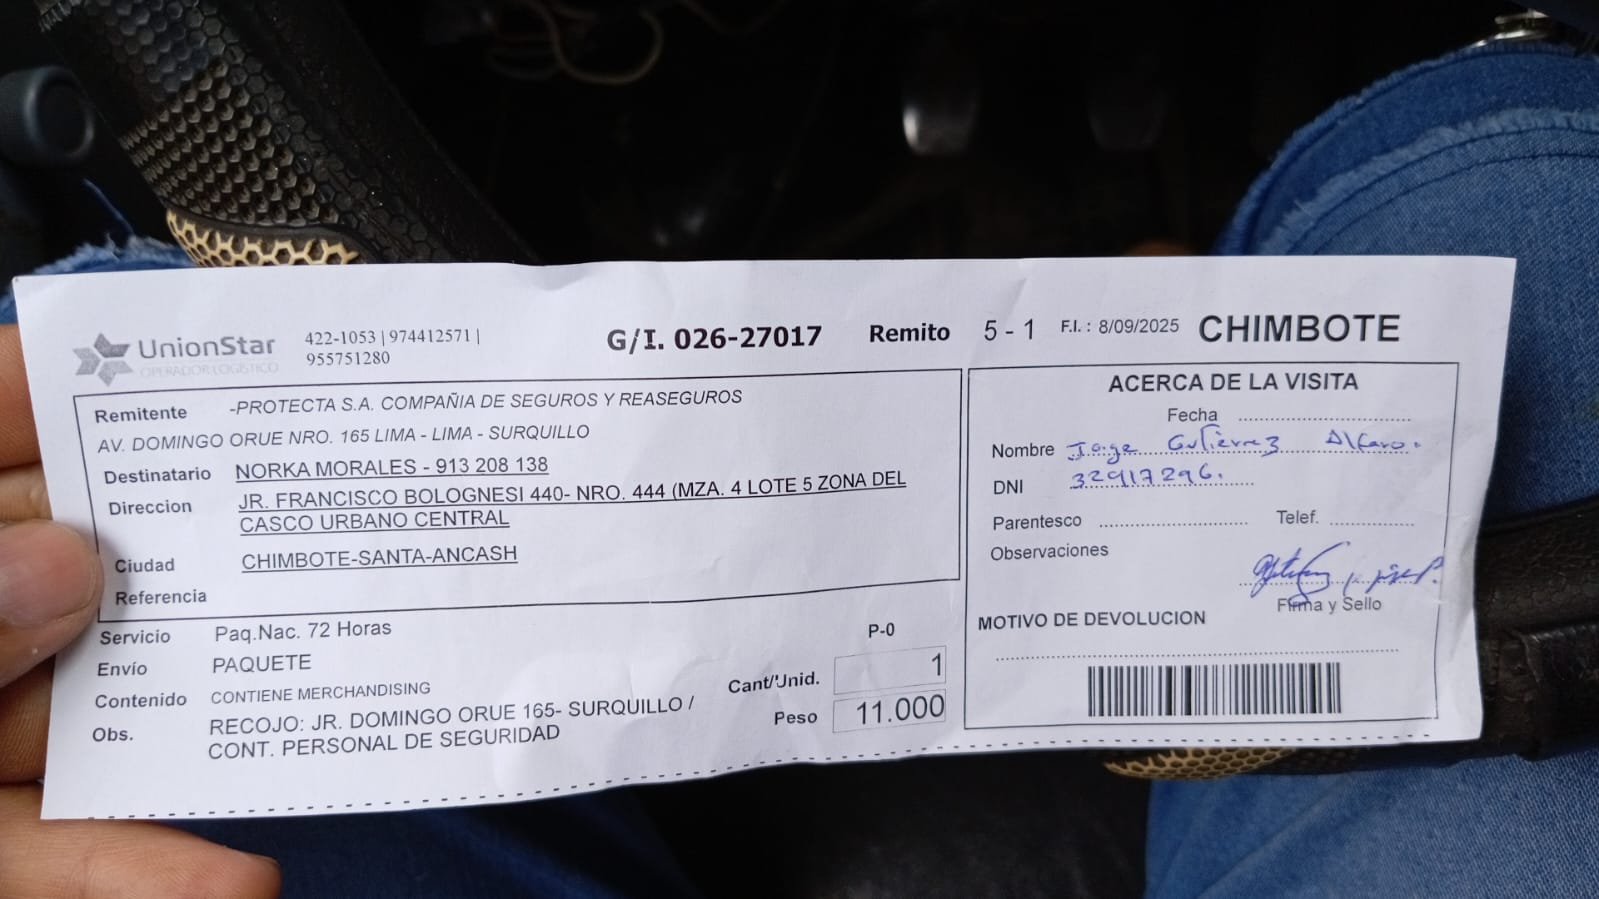 UnionStar
OPERADOR LOGÍSTICO
422-1053 | 974412571 |
955751280
G/I. 026-27017
Remito 5 - 1
F.I. : 8/09/2025
CHIMBOTE
Remitente -PROTECTA S.A. COMPAÑIA DE SEGUROS Y REASEGUROS
AV. DOMINGO ORUE NRO. 165 LIMA - LIMA - SURQUILLO
Destinatario NORKA MORALES - 913 208 138
Direccion JR. FRANCISCO BOLOGNESI 440- NRO. 444 (MZA. 4 LOTE 5 ZONA DEL
CASCO URBANO CENTRAL
Ciudad CHIMBOTE-SANTA-ANCASH
Referencia
Servicio Paq.Nac. 72 Horas
Envío PAQUETE
Contenido CONTIENE MERCHANDISING
Obs. RECOJO: JR. DOMINGO ORUE 165- SURQUILLO /
CONT. PERSONAL DE SEGURIDAD
P-0
Cant/Unid. 1
Peso 11.000
ACERCA DE LA VISITA
Fecha
Nombre Jorge Gutiérrez Alfaro.
DNI 32917296.
Parentesco Telef.
Observaciones
Firma y Sello
MOTIVO DE DEVOLUCION